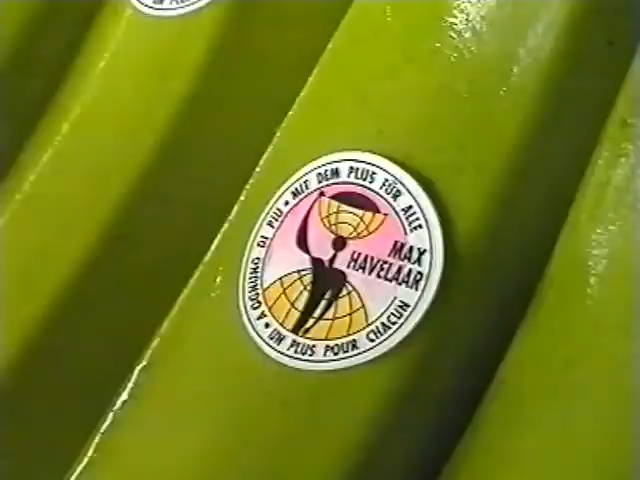 MIT DEM PLUS FÜR ALLE
MAX
HAVELAAR
UN PLUS POUR CHACUN
A OGNUNO DI PIÙ